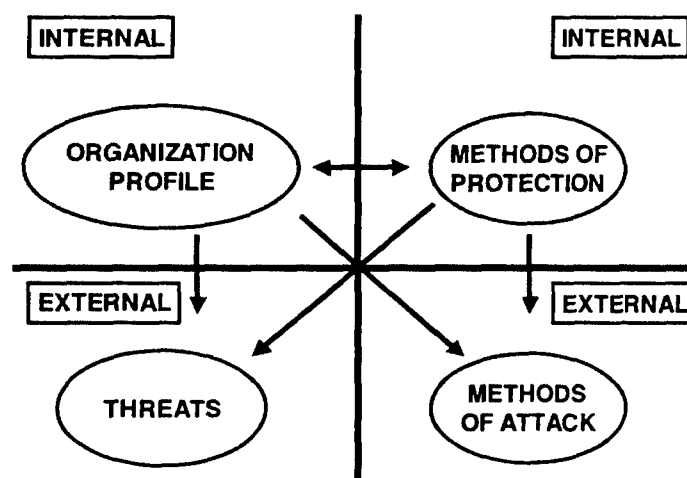 INTERNAL
INTERNAL
ORGANIZATION
PROFILE
METHODS OF
PROTECTION
EXTERNAL
EXTERNAL
THREATS
METHODS
OF ATTACK